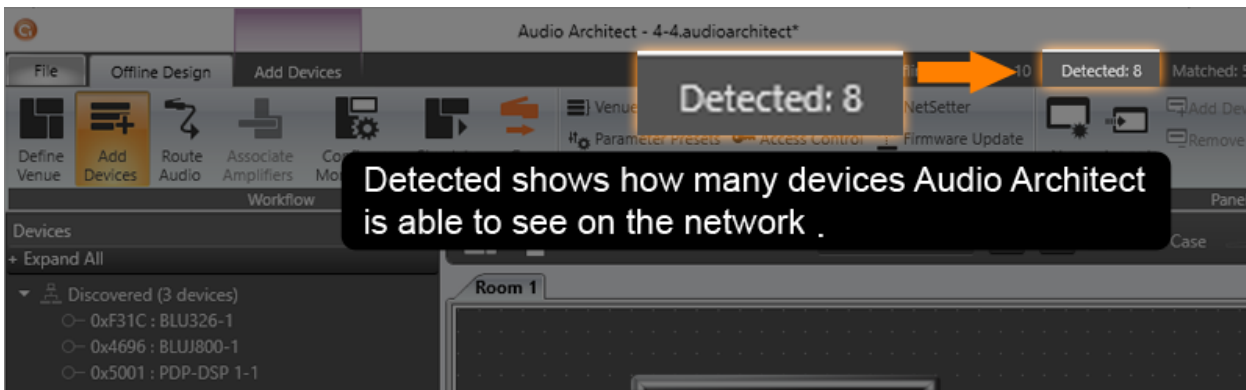 Audio Architect - 4-4.audioarchitect*
File
Offline Design
Add Devices
10
Detected: 8
Matched: 5
Detected: 8
Define Venue
Add Devices
Route Audio
Associate Amplifiers
Venue
NetSetter
Parameter Presets
Access Control
Firmware Update
Add Dev
Remove
Workflow
Pane
Detected shows how many devices Audio Architect
is able to see on the network .
Devices
+ Expand All
Case
Discovered (3 devices)
0xF31C : BLU326-1
0x4696 : BLUJ800-1
0x5001 : PDP-DSP 1-1
Room 1